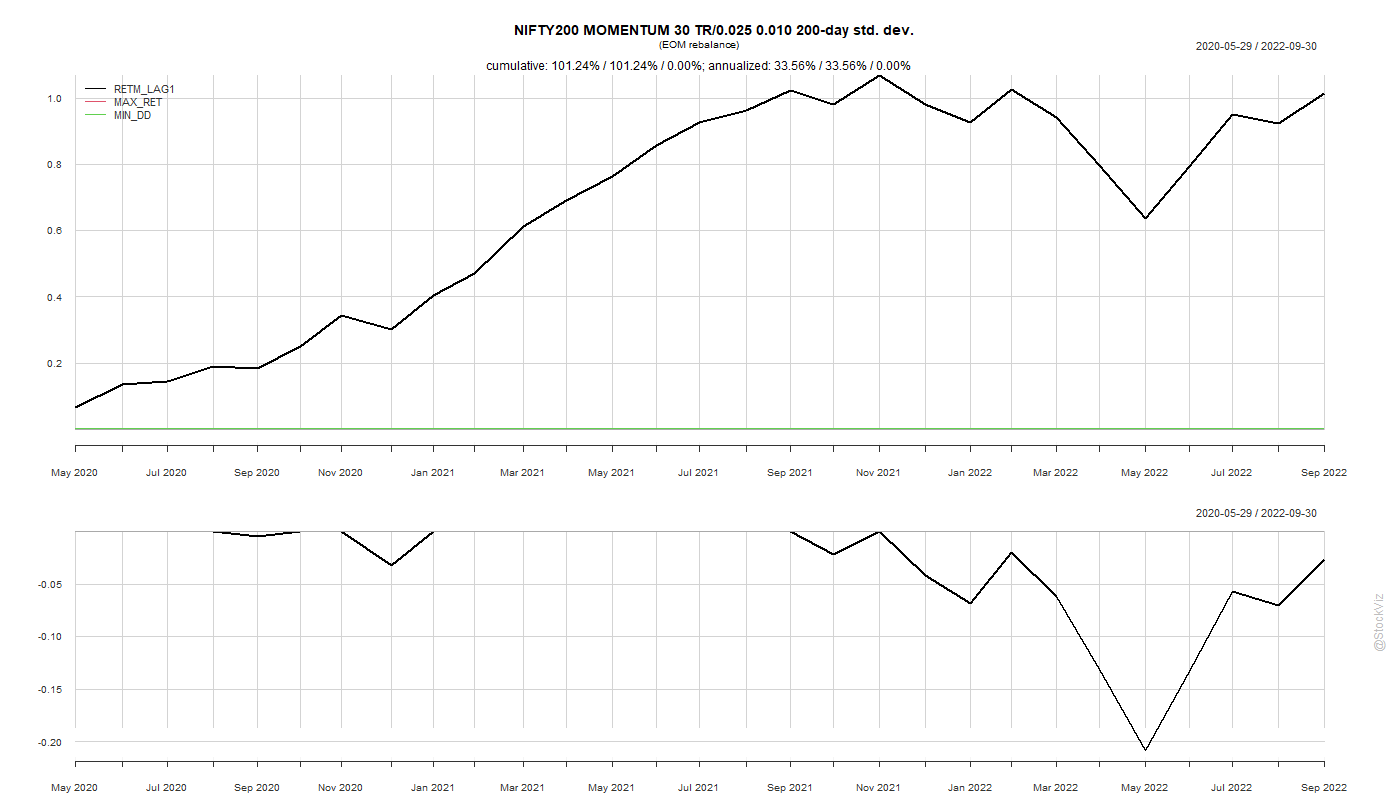 NIFTY200 MOMENTUM 30 TR/0.025 0.010 200-day std. dev.
(EOM rebalance)
2020-05-29 / 2022-09-30
cumulative: 101.24% / 101.24% / 0.00%; annualized: 33.56% / 33.56% / 0.00%
RETM_LAG1
MAX_RET
MIN_DD
1.0
0.8
0.6
0.4
0.2
May 2020 Jul 2020 Sep 2020 Nov 2020 Jan 2021 Mar 2021 May 2021 Jul 2021 Sep 2021 Nov 2021 Jan 2022 Mar 2022 May 2022 Jul 2022 Sep 2022
2020-05-29 / 2022-09-30
-0.05
-0.10
-0.15
-0.20
May 2020 Jul 2020 Sep 2020 Nov 2020 Jan 2021 Mar 2021 May 2021 Jul 2021 Sep 2021 Nov 2021 Jan 2022 Mar 2022 May 2022 Jul 2022 Sep 2022
@StockViz